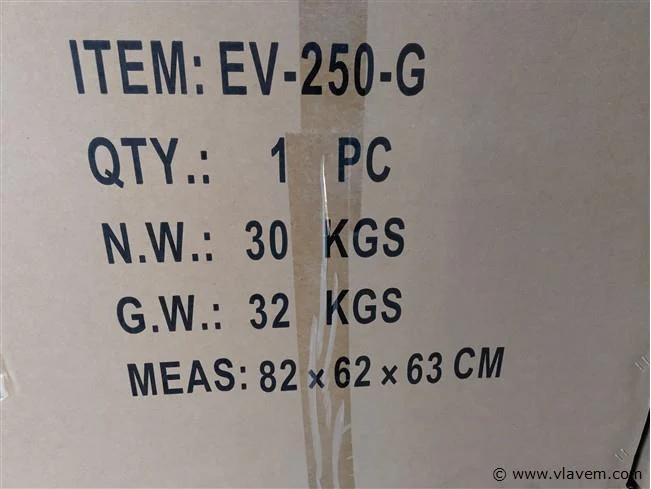 ITEM: EV-250-G
QTY.: 1 PC
N.W.: 30 KGS
G.W.: 32 KGS
MEAS: 82 × 62 × 63 CM
© www.vlavem.com